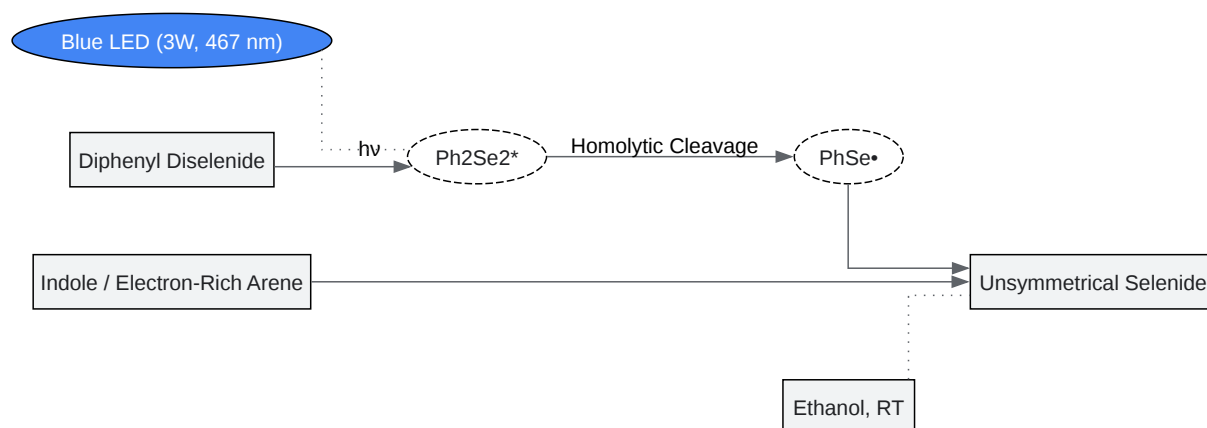 Blue LED (3W, 467 nm)
Diphenyl Diselenide
hν
Ph2Se2*
Homolytic Cleavage
PhSe•
Indole / Electron-Rich Arene
Unsymmetrical Selenide
Ethanol, RT